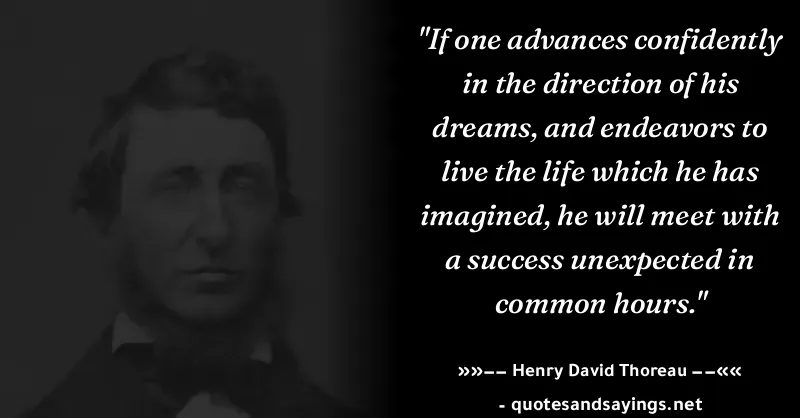 "If one advances confidently
in the direction of his
dreams, and endeavors to
live the life which he has
imagined, he will meet with
a success unexpected in
common hours."
»»–– Henry David Thoreau ––««
- quotesandsayings.net